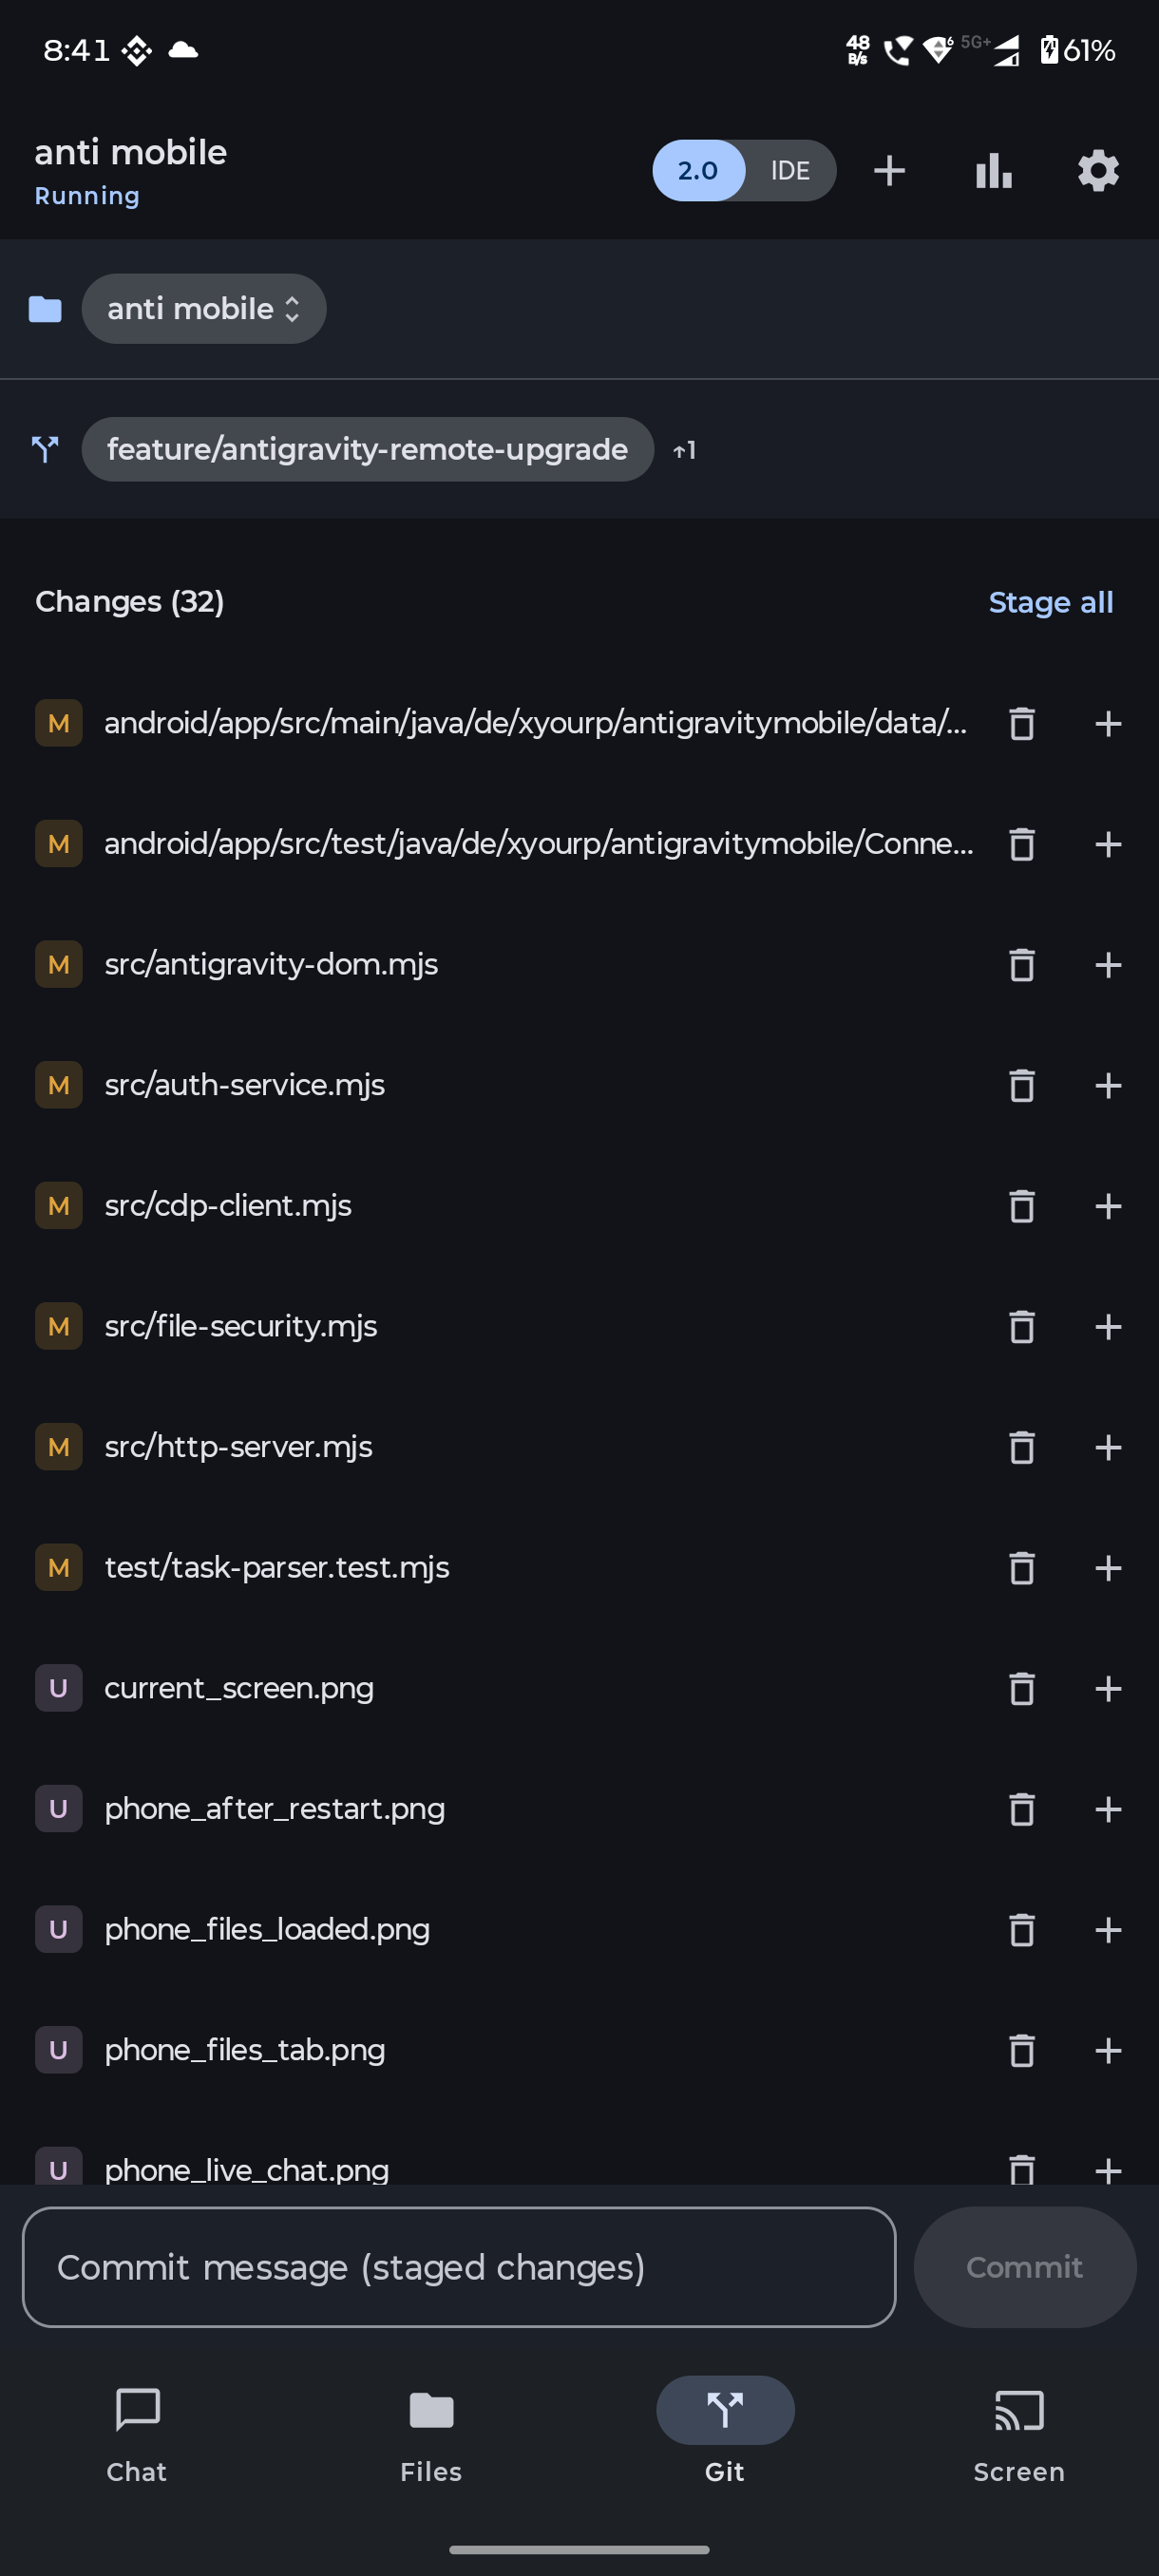 8:41
48 B/s
6
5G+
61%
anti mobile
Running
2.0
IDE
anti mobile
feature/antigravity-remote-upgrade
↑1
Changes (32)
Stage all
M android/app/src/main/java/de/xyourp/antigravitymobile/data/...
M android/app/src/test/java/de/xyourp/antigravitymobile/Conne...
M src/antigravity-dom.mjs
M src/auth-service.mjs
M src/cdp-client.mjs
M src/file-security.mjs
M src/http-server.mjs
M test/task-parser.test.mjs
U current_screen.png
U phone_after_restart.png
U phone_files_loaded.png
U phone_files_tab.png
U phone_live_chat.png
Commit message (staged changes)
Commit
Chat
Files
Git
Screen